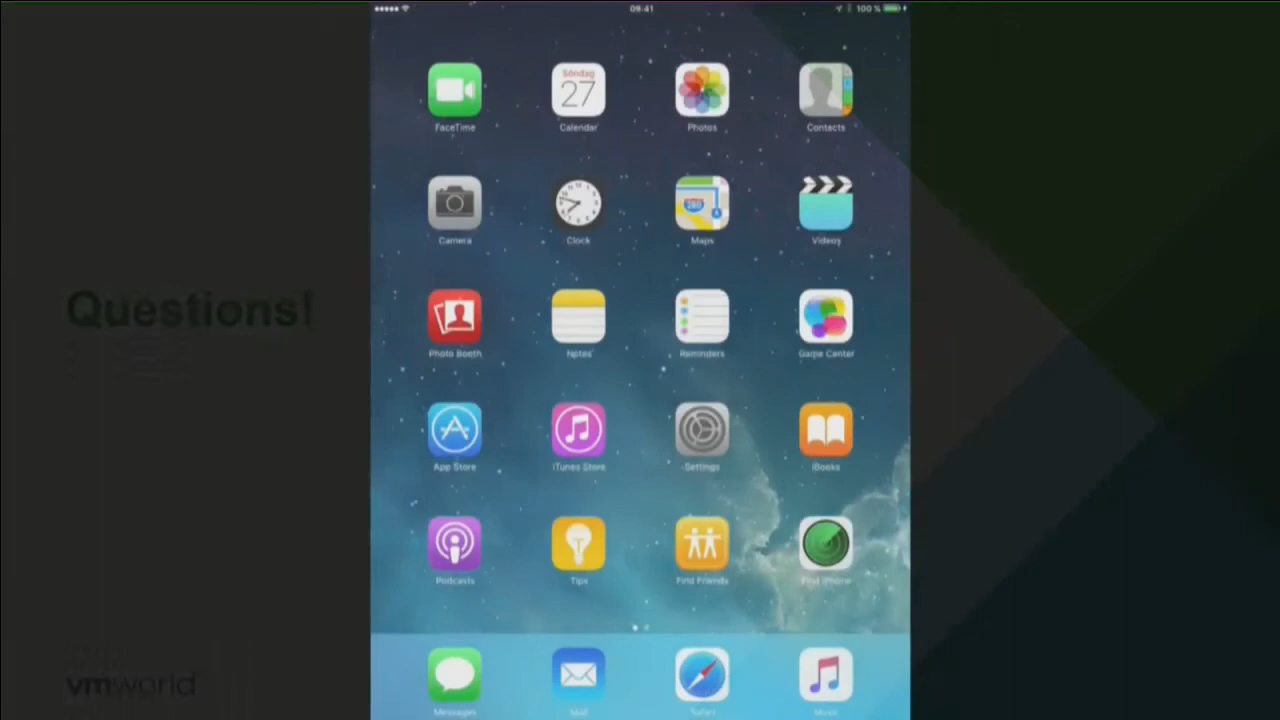 09:41
100 %
Söndag
27
FaceTime
Calendar
Photos
Contacts
280
Camera
Clock
Maps
Videos
Questions!
Photo Booth
Notes
Reminders
Game Center
App Store
iTunes Store
Settings
iBooks
Podcasts
Tips
Find Friends
Find iPhone
vmworld
Messages
Mail
Safari
Music